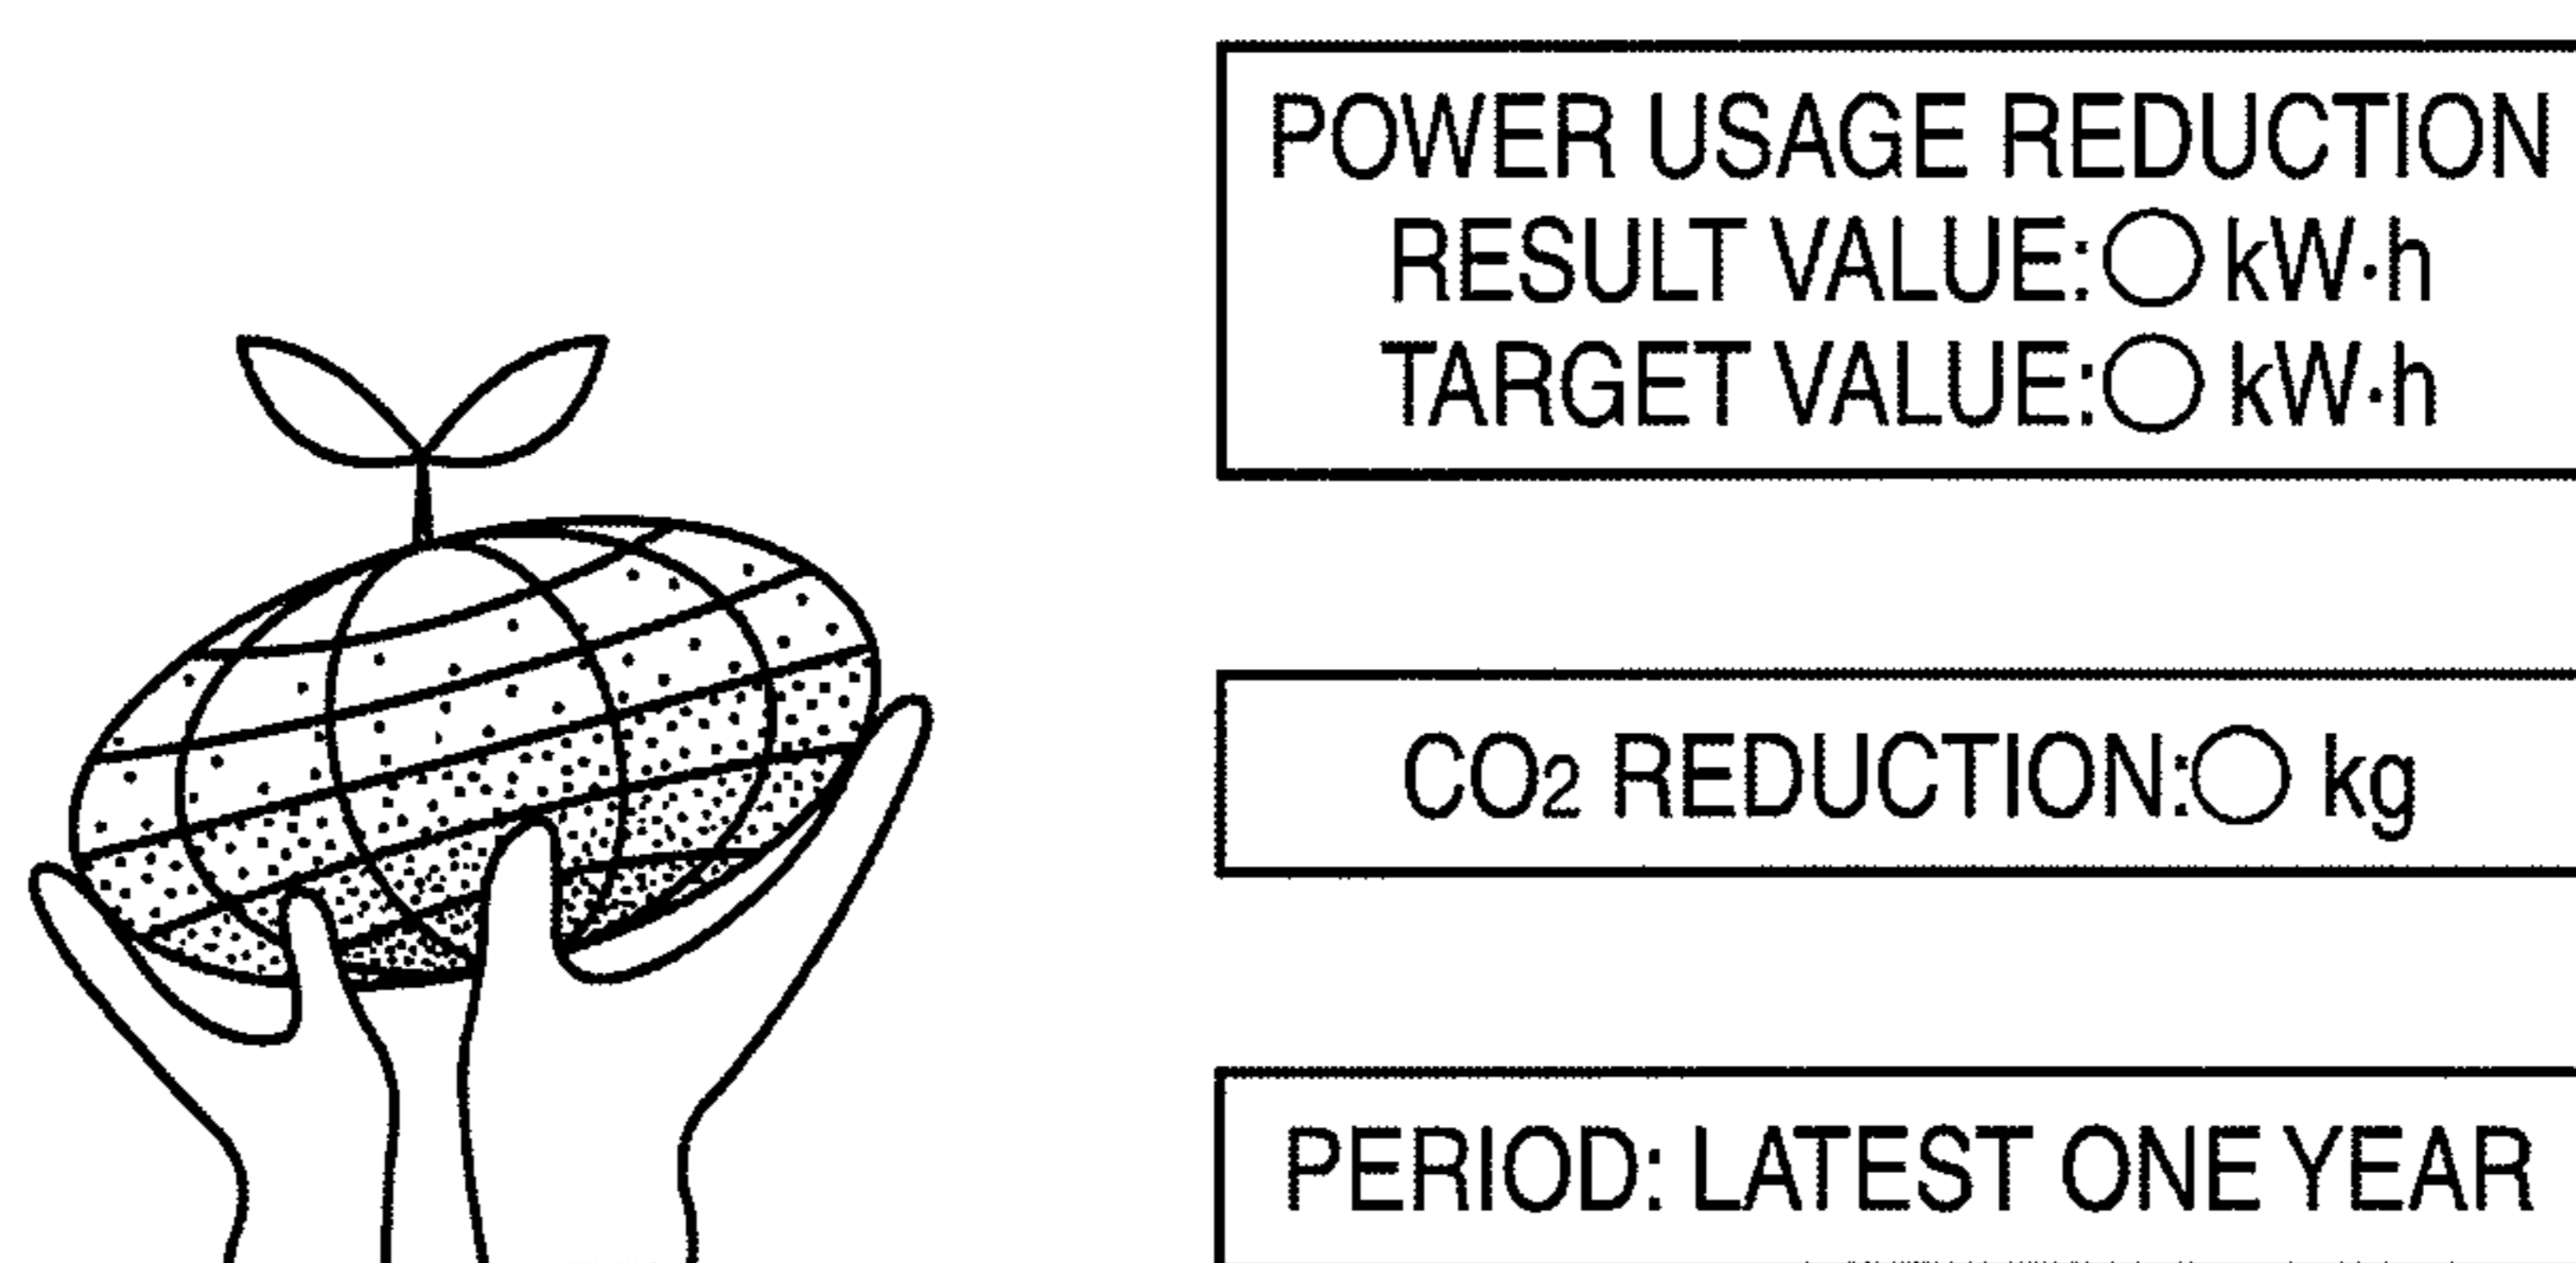 POWER USAGE REDUCTION
RESULT VALUE:○ kW·h
TARGET VALUE:○ kW·h
CO2 REDUCTION:○ kg
PERIOD: LATEST ONE YEAR